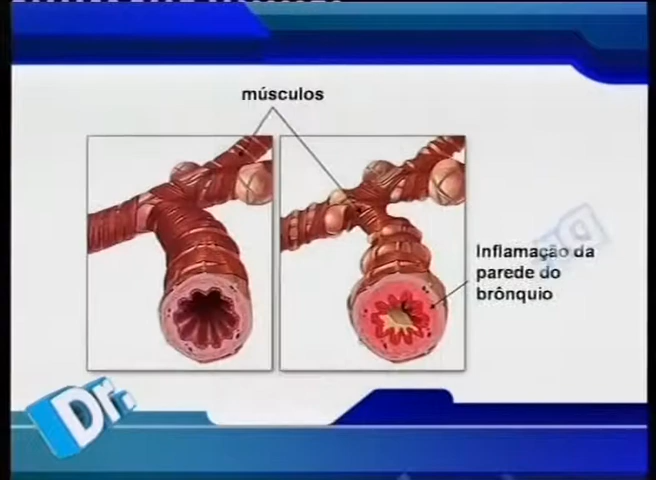 músculos
Inflamação da
parede do
brônquio
Dr.